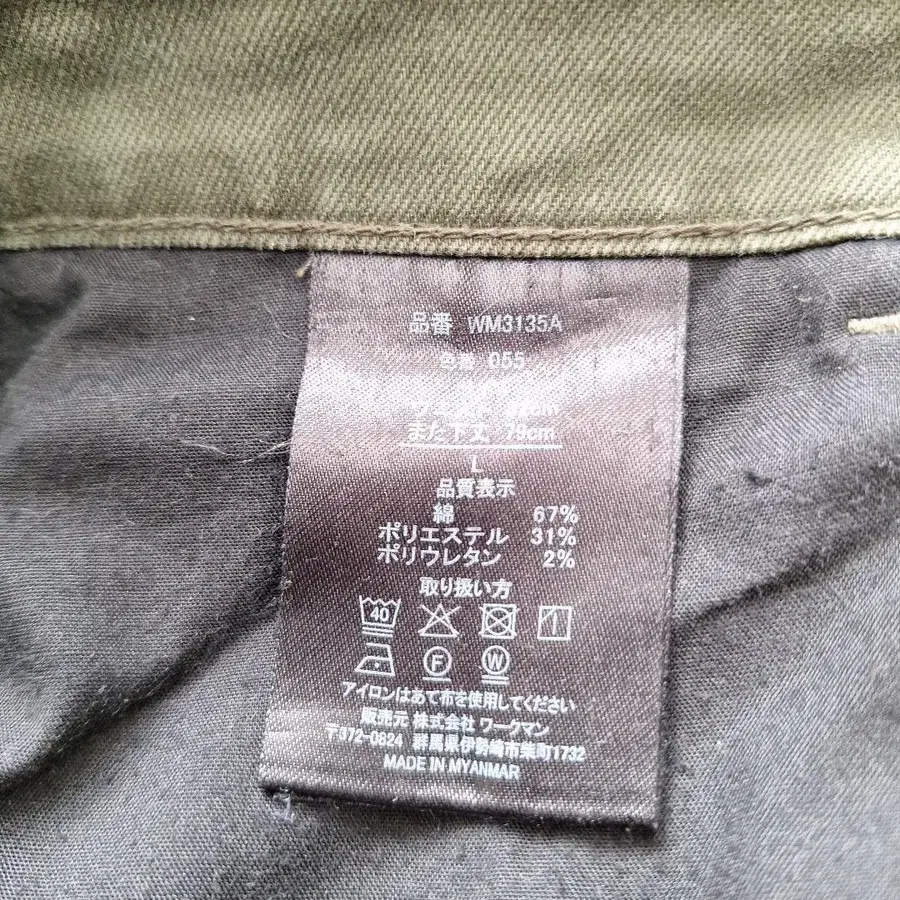 品番 WM3135A
色番 055
また下丈 79cm
L
品質表示
綿 67%
ポリエステル 31%
ポリウレタン 2%
取り扱い方
40
F W
アイロンはあて布を使用してください
販売元 株式会社 ワークマン
〒372-0824 群馬県伊勢崎市柴町1732
MADE IN MYANMAR